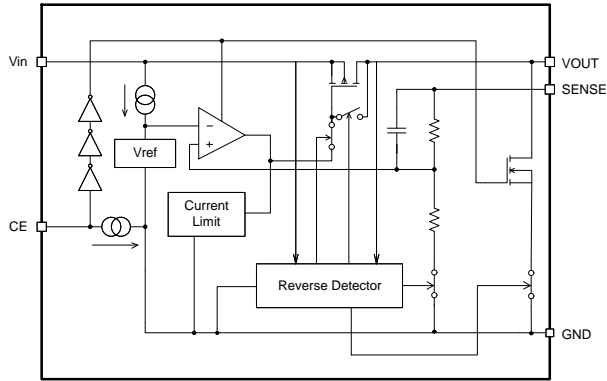 Vin
VOUT
SENSE
−
+
Vref
Current
Limit
CE
Reverse Detector
GND